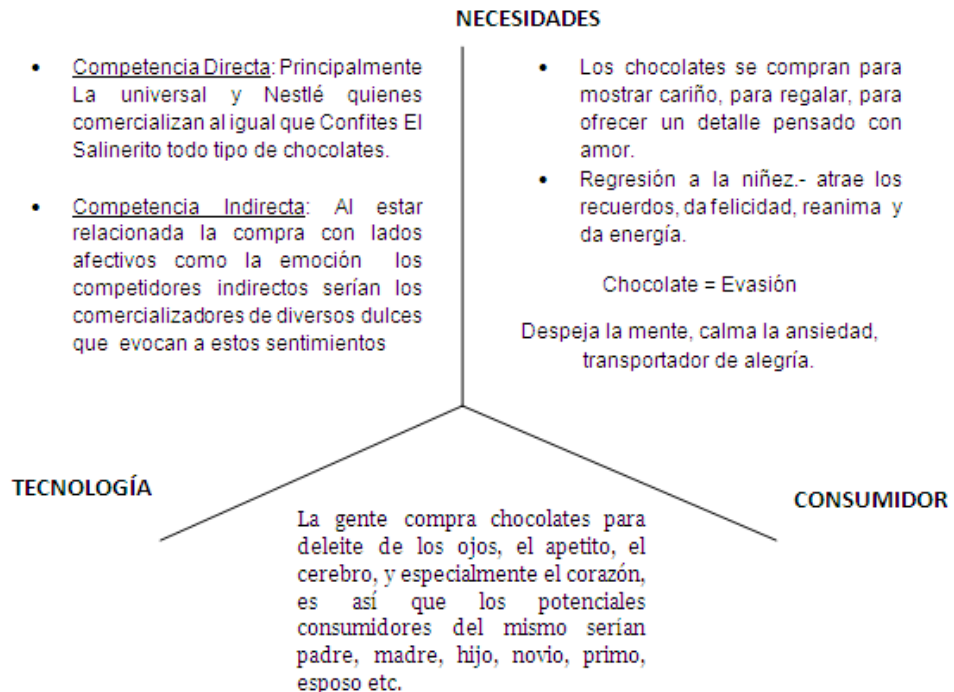 NECESIDADES
• Competencia Directa: Principalmente
La universal y Nestlé quienes
comercializan al igual que Confites El
Salinerito todo tipo de chocolates.
• Competencia Indirecta: Al estar
relacionada la compra con lados
afectivos como la emoción los
competidores indirectos serían los
comercializadores de diversos dulces
que evocan a estos sentimientos
• Los chocolates se compran para
mostrar cariño, para regalar, para
ofrecer un detalle pensado con
amor.
• Regresión a la niñez.- atrae los
recuerdos, da felicidad, reanima y
da energía.
Chocolate = Evasión
Despeja la mente, calma la ansiedad,
transportador de alegría.
TECNOLOGÍA
CONSUMIDOR
La gente compra chocolates para
deleite de los ojos, el apetito, el
cerebro, y especialmente el corazón,
es así que los potenciales
consumidores del mismo serían
padre, madre, hijo, novio, primo,
esposo etc.